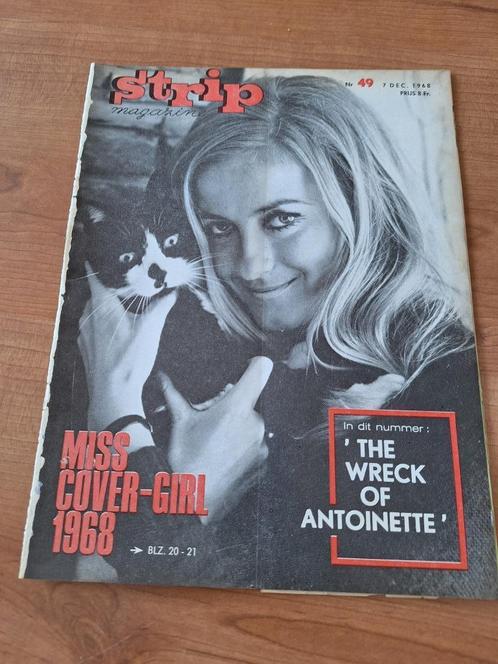 strip
magazine
Nr 49 7 DEC. 1968
PRIJS 8 Fr.
MISS
COVER-GIRL
1968
→ BLZ. 20 - 21
In dit nummer :
' THE
WRECK
OF
ANTOINETTE '